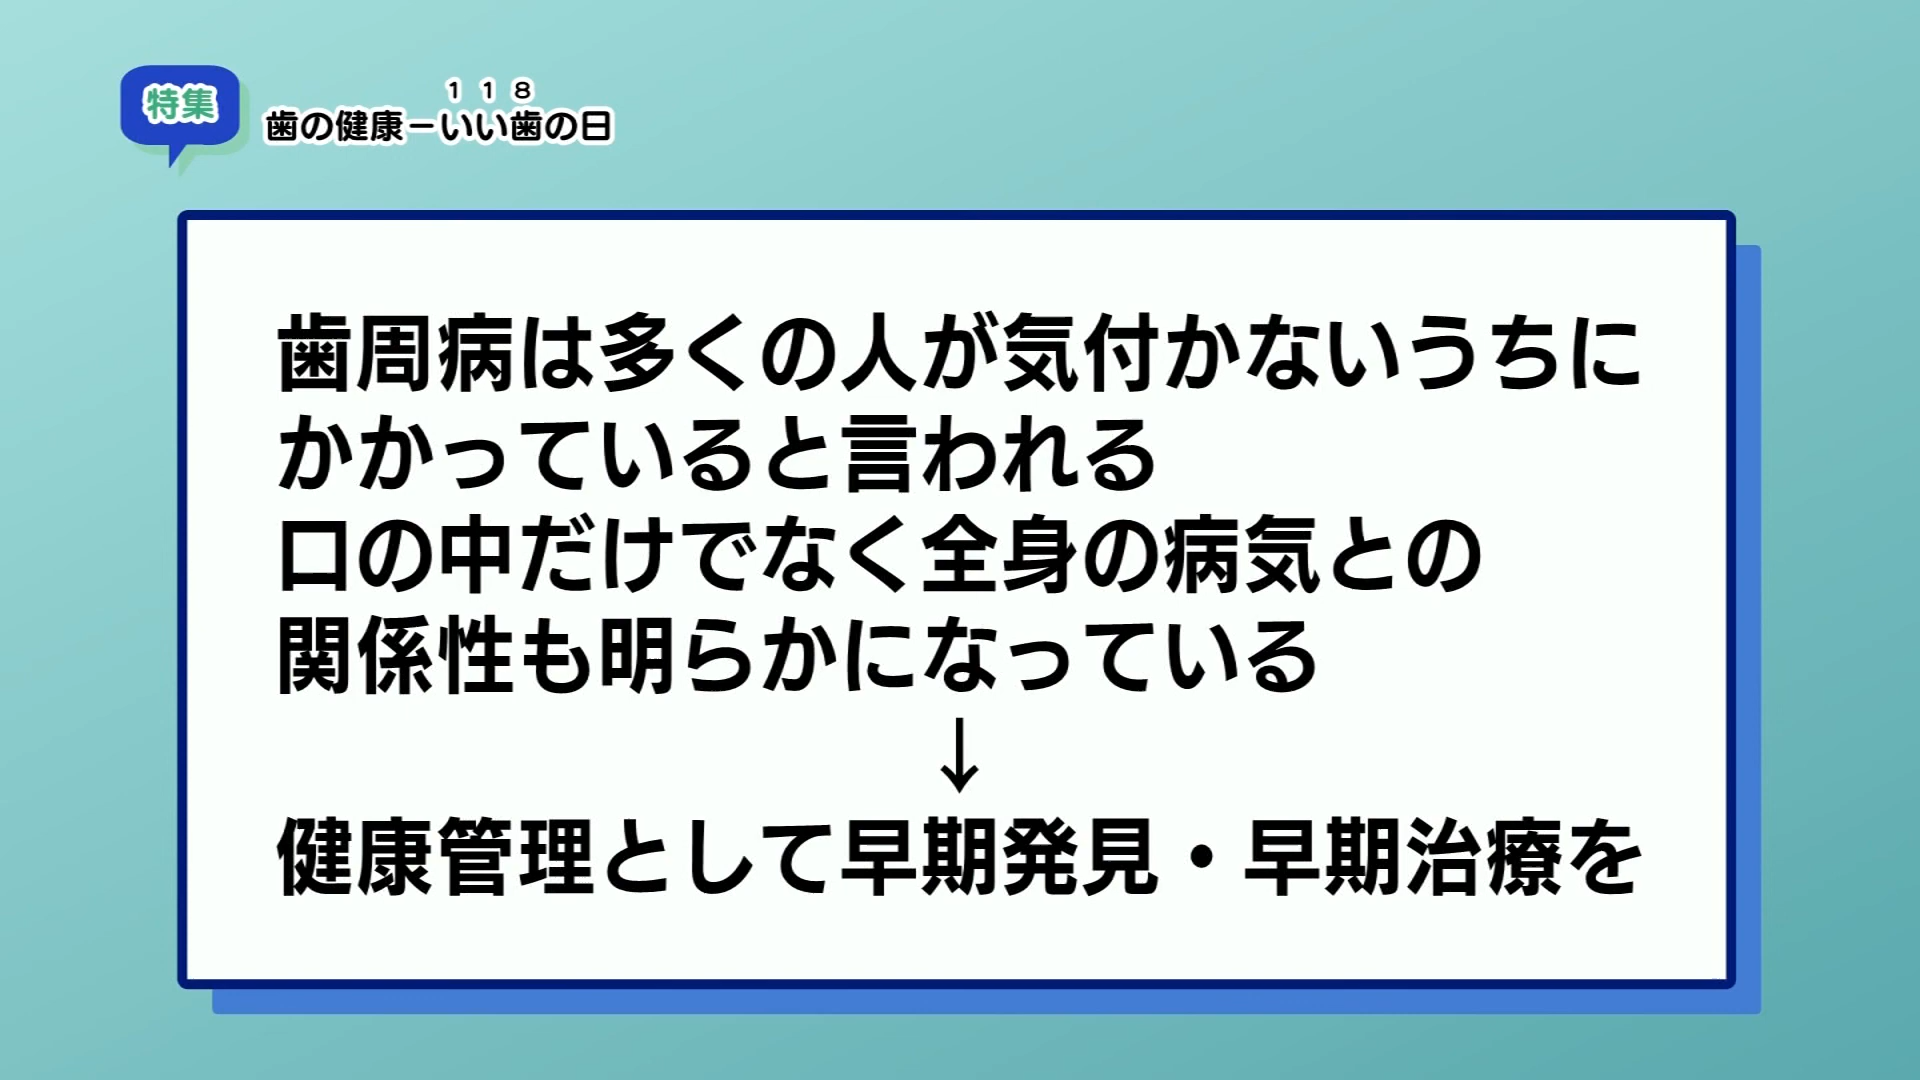 特集
1 1 8
歯の健康－いい歯の日
歯周病は多くの人が気付かないうちに
かかっていると言われる
口の中だけでなく全身の病気との
関係性も明らかになっている
↓
健康管理として早期発見・早期治療を